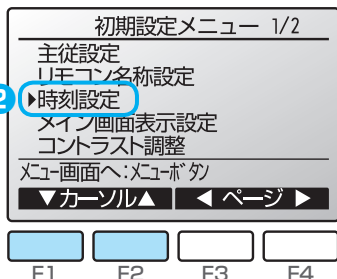 初期設定メニュー 1/2
主従設定
リモコン名称設定
2 ▶時刻設定
メイン画面表示設定
コントラスト調整
メニュー画面へ:メニューボタン
▼カーソル▲ ◀ ページ ▶
F1 F2 F3 F4